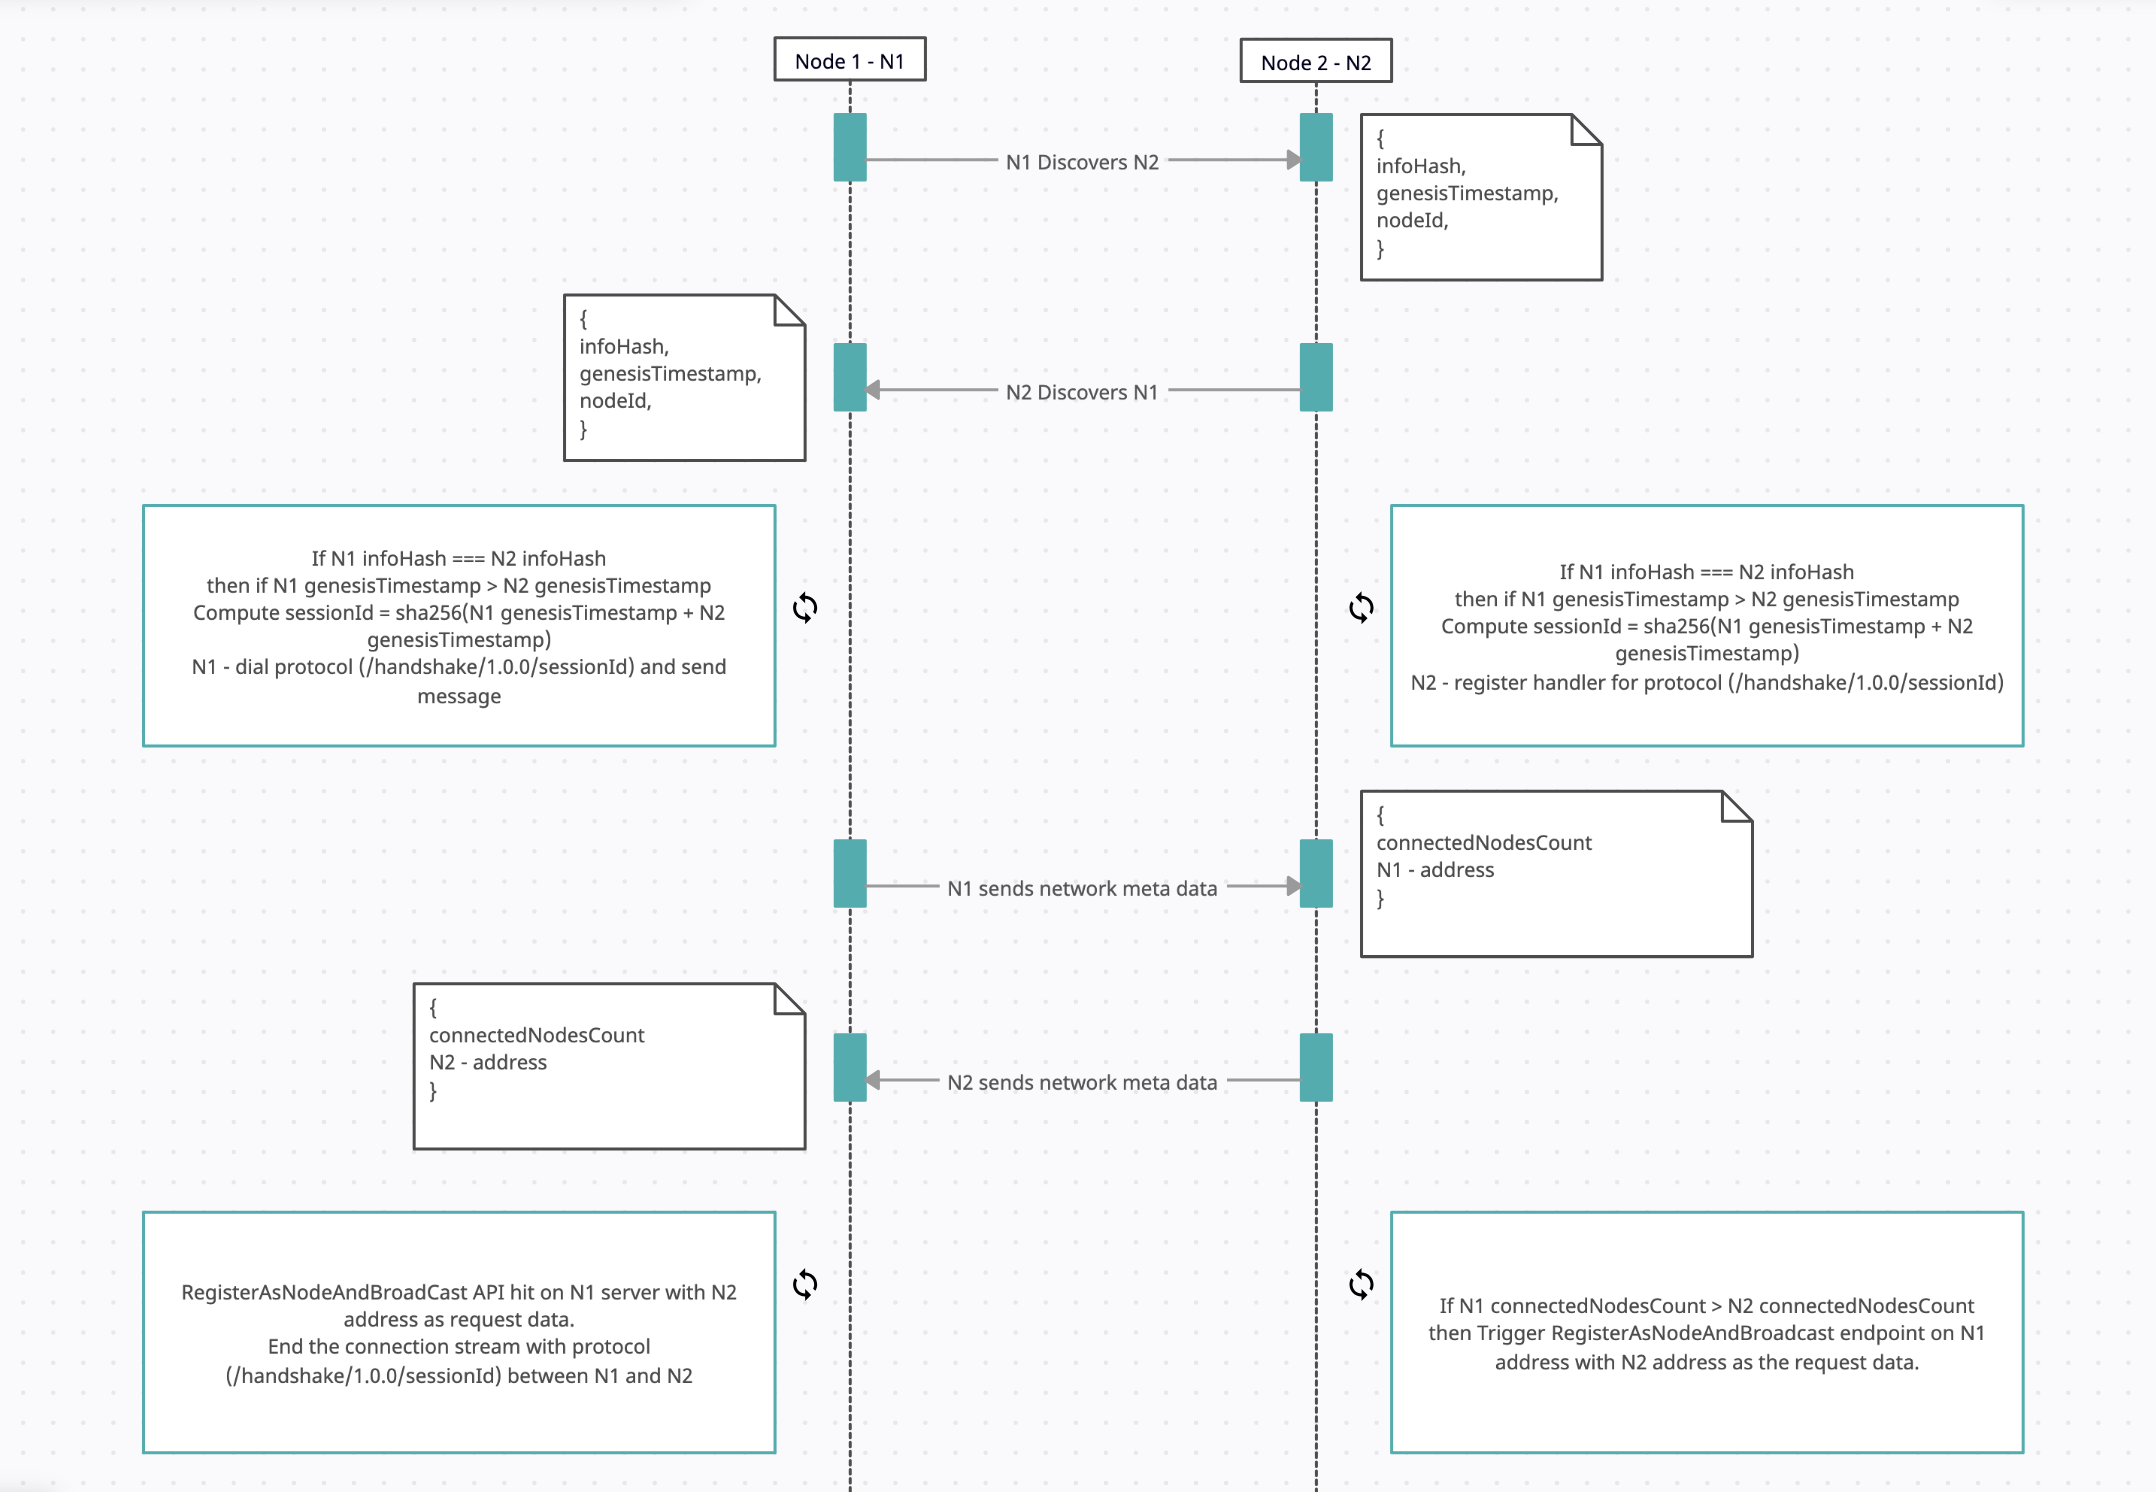 Node 1 - N1
Node 2 - N2
N1 Discovers N2
{
infoHash,
genesisTimestamp,
nodeId,
}
{
infoHash,
genesisTimestamp,
nodeId,
}
N2 Discovers N1
If N1 infoHash === N2 infoHash
then if N1 genesisTimestamp > N2 genesisTimestamp
Compute sessionId = sha256(N1 genesisTimestamp + N2
genesisTimestamp)
N1 - dial protocol (/handshake/1.0.0/sessionId) and send
message
If N1 infoHash === N2 infoHash
then if N1 genesisTimestamp > N2 genesisTimestamp
Compute sessionId = sha256(N1 genesisTimestamp + N2
genesisTimestamp)
N2 - register handler for protocol (/handshake/1.0.0/sessionId)
N1 sends network meta data
{
connectedNodesCount
N1 - address
}
{
connectedNodesCount
N2 - address
}
N2 sends network meta data
RegisterAsNodeAndBroadCast API hit on N1 server with N2
address as request data.
End the connection stream with protocol
(/handshake/1.0.0/sessionId) between N1 and N2
If N1 connectedNodesCount > N2 connectedNodesCount
then Trigger RegisterAsNodeAndBroadcast endpoint on N1
address with N2 address as the request data.